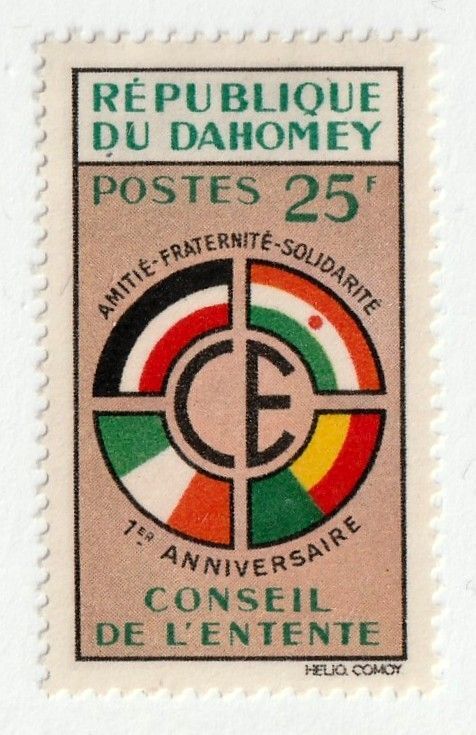 RÉPUBLIQUE
DU DAHOMEY
POSTES 25F
AMITIÉ-FRATERNITÉ-SOLIDARITÉ
CE
1ER ANNIVERSAIRE
CONSEIL
DE L'ENTENTE
HELIO. COMOY